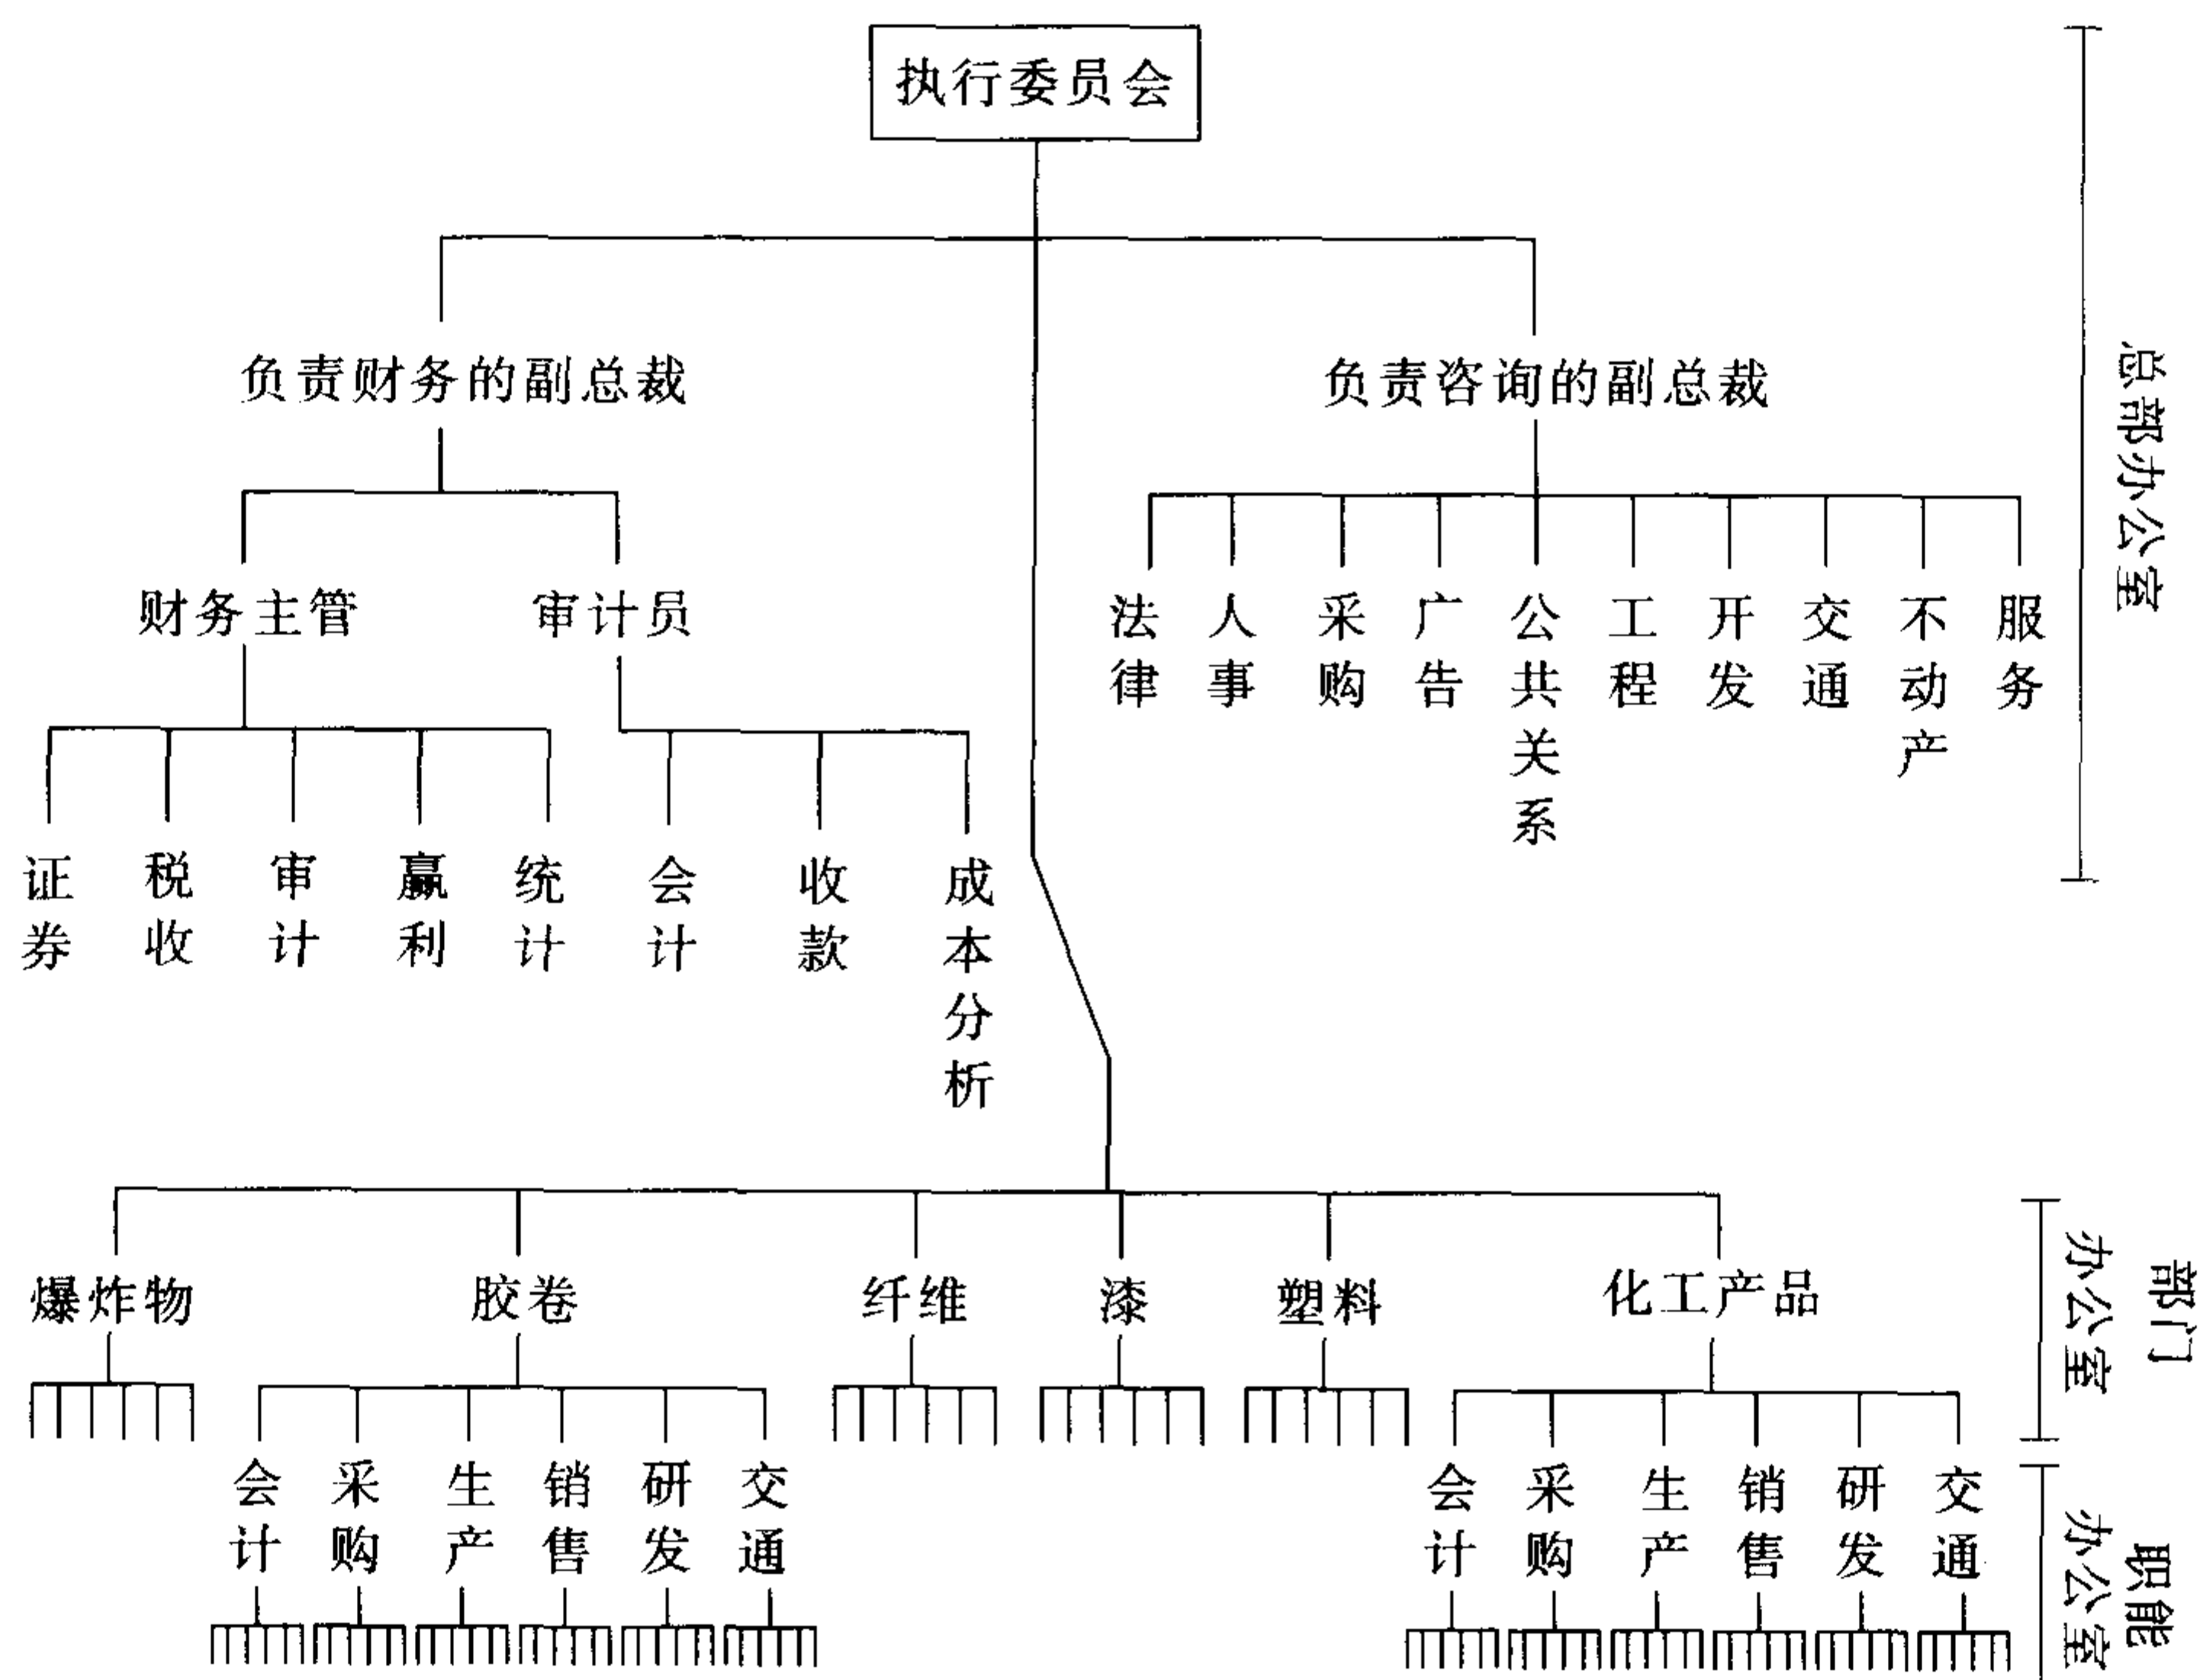 执行委员会
负责财务的副总裁
负责咨询的副总裁
财务主管
审计员
法律
人事
采购
广告
公共关系
工程
开发
交通
不动产
服务
证券
税收
审计
赢利
统计
会计
收款
成本分析
总部办公室
爆炸物
胶卷
纤维
漆
塑料
化工产品
部门
办公室
会计
采购
生产
销售
研发
交通
会计
采购
生产
销售
研发
交通
职能
办公室